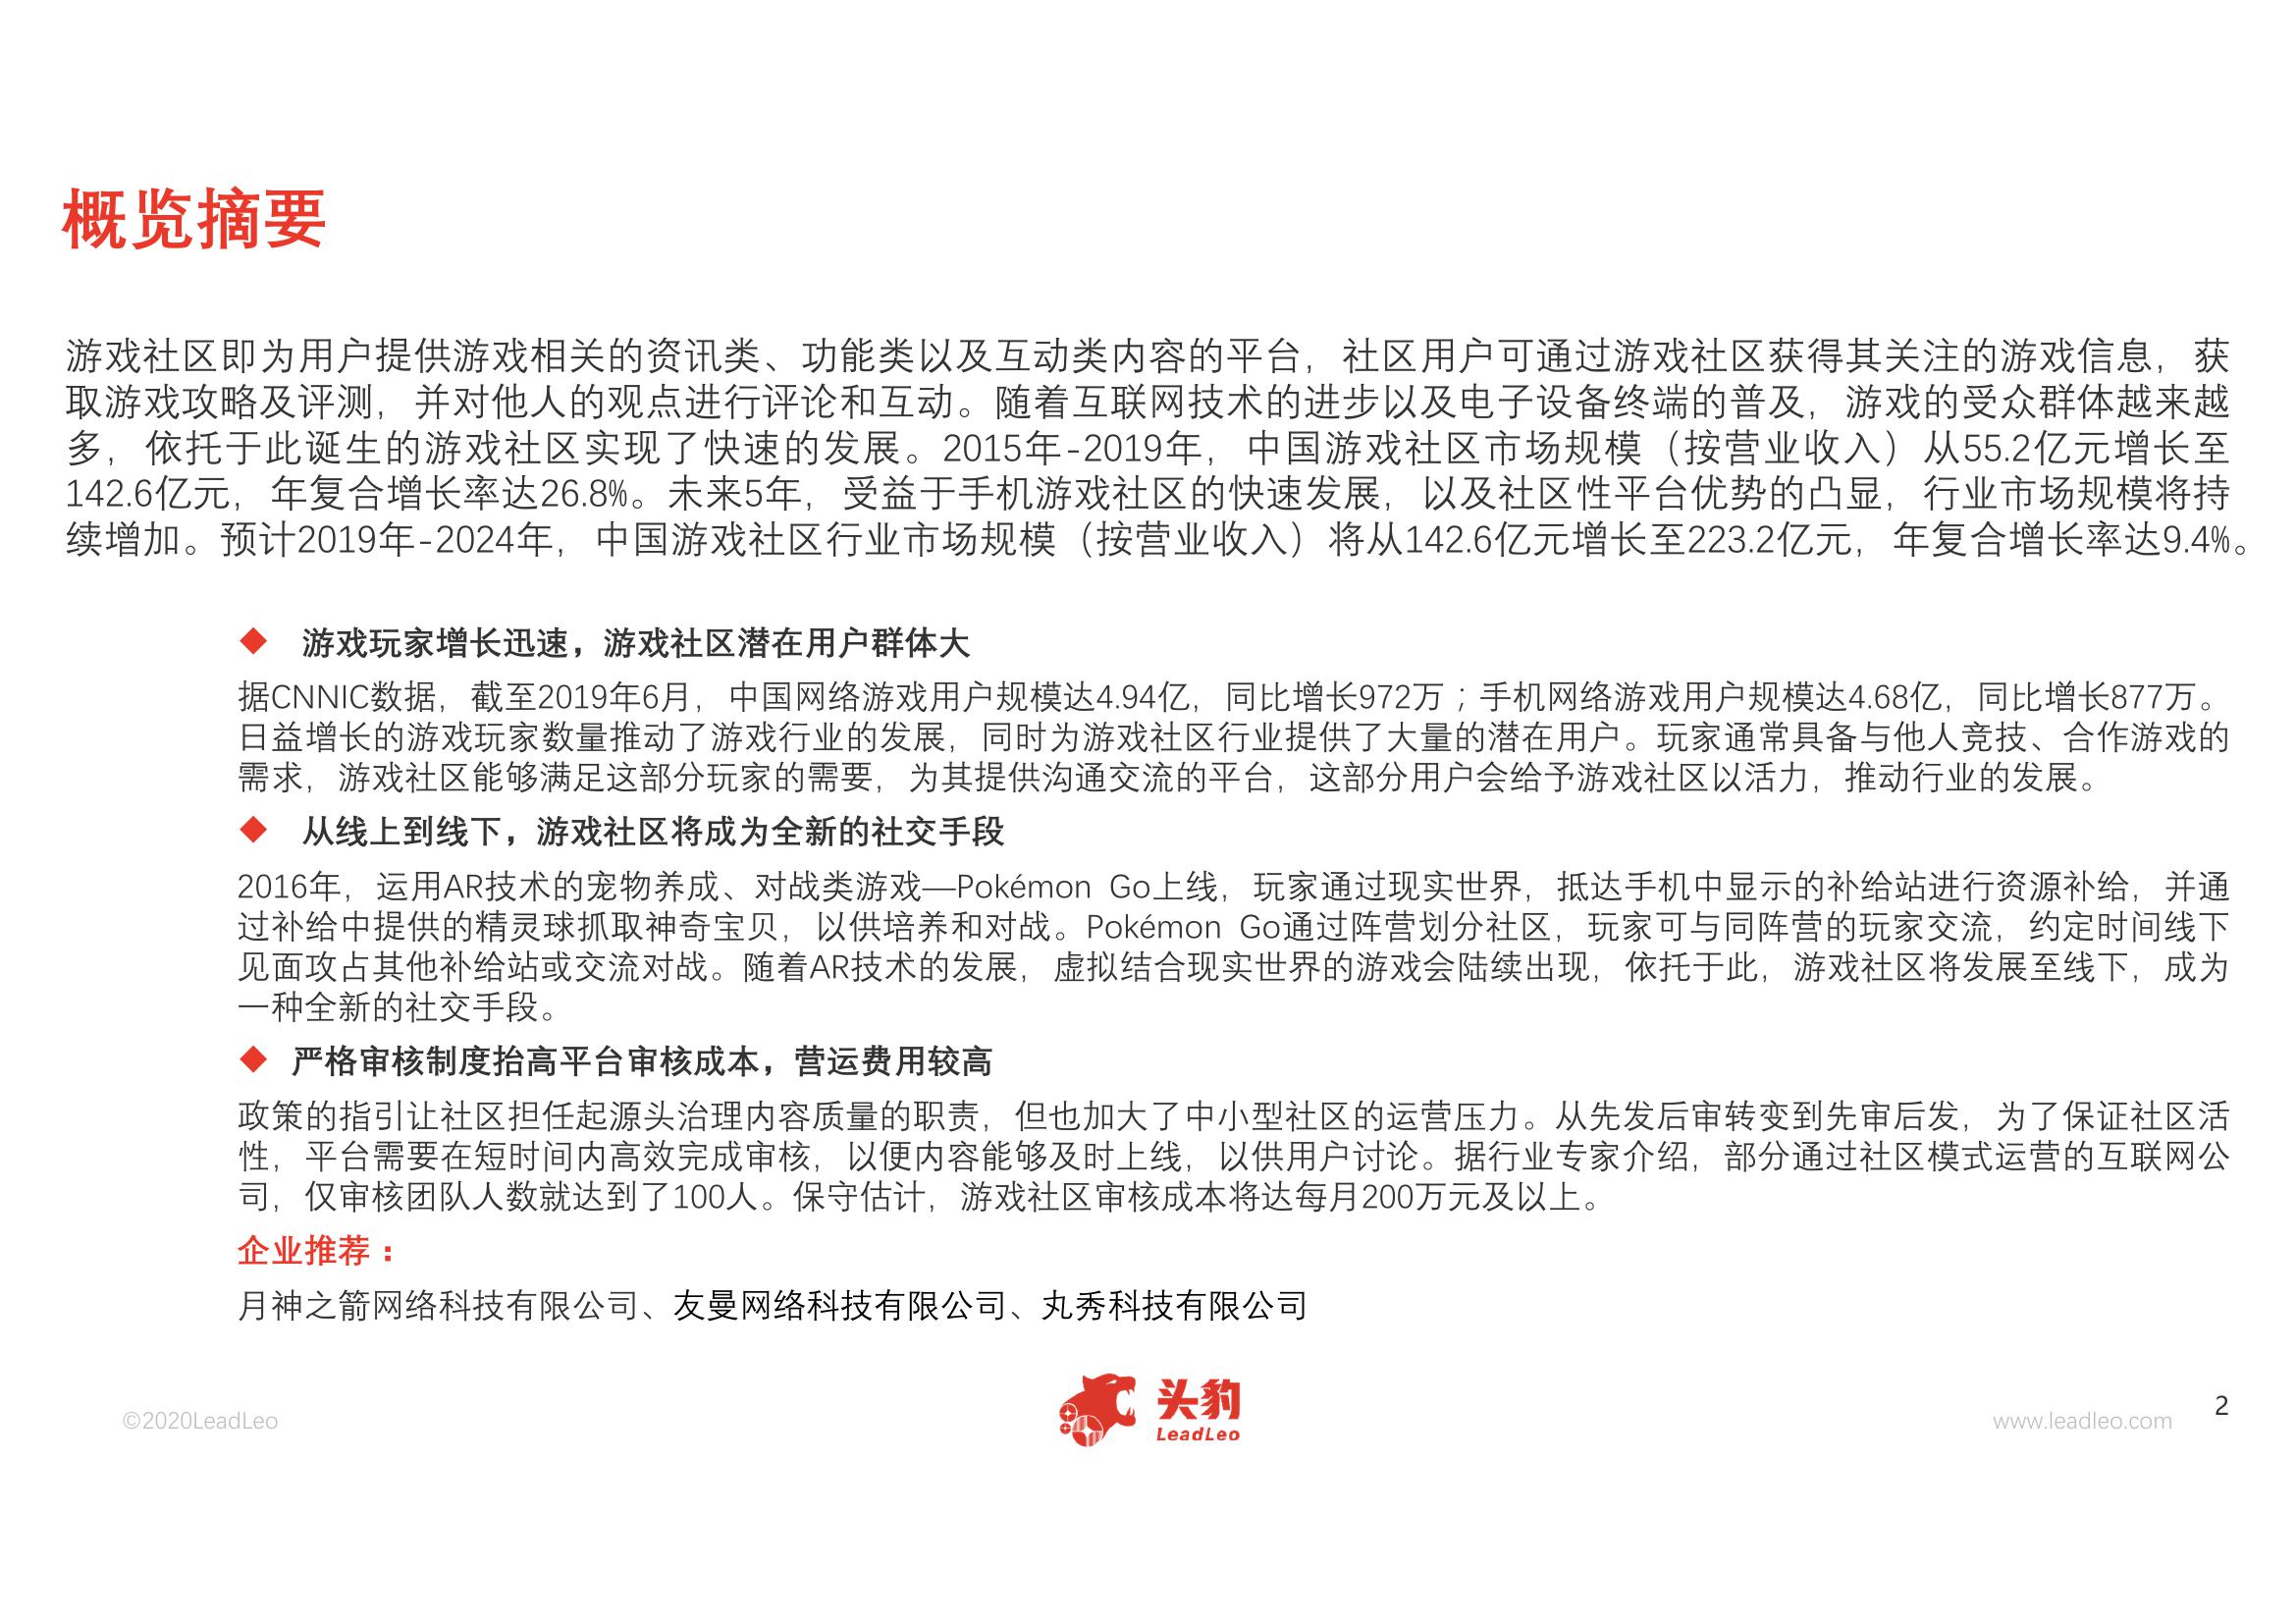 概览摘要
游戏社区即为用户提供游戏相关的资讯类、功能类以及互动类内容的平台，社区用户可通过游戏社区获得其关注的游戏信息，获
取游戏攻略及评测，并对他人的观点进行评论和互动。随着互联网技术的进步以及电子设备终端的普及，游戏的受众群体越来越
多，依托于此诞生的游戏社区实现了快速的发展。2015年-2019年，中国游戏社区市场规模（按营业收入）从55.2亿元增长至
142.6亿元，年复合增长率达26.8%。未来5年，受益于手机游戏社区的快速发展，以及社区性平台优势的凸显，行业市场规模将持
续增加。预计2019年-2024年，中国游戏社区行业市场规模（按营业收入）将从142.6亿元增长至223.2亿元，年复合增长率达9.4%。
◆ 游戏玩家增长迅速，游戏社区潜在用户群体大
据CNNIC数据，截至2019年6月，中国网络游戏用户规模达4.94亿，同比增长972万；手机网络游戏用户规模达4.68亿，同比增长877万。
日益增长的游戏玩家数量推动了游戏行业的发展，同时为游戏社区行业提供了大量的潜在用户。玩家通常具备与他人竞技、合作游戏的
需求，游戏社区能够满足这部分玩家的需要，为其提供沟通交流的平台，这部分用户会给予游戏社区以活力，推动行业的发展。
◆ 从线上到线下，游戏社区将成为全新的社交手段
2016年，运用AR技术的宠物养成、对战类游戏—Pokémon Go上线，玩家通过现实世界，抵达手机中显示的补给站进行资源补给，并通
过补给中提供的精灵球抓取神奇宝贝，以供培养和对战。Pokémon Go通过阵营划分社区，玩家可与同阵营的玩家交流，约定时间线下
见面攻占其他补给站或交流对战。随着AR技术的发展，虚拟结合现实世界的游戏会陆续出现，依托于此，游戏社区将发展至线下，成为
一种全新的社交手段。
◆ 严格审核制度抬高平台审核成本，营运费用较高
政策的指引让社区担任起源头治理内容质量的职责，但也加大了中小型社区的运营压力。从先发后审转变到先审后发，为了保证社区活
性，平台需要在短时间内高效完成审核，以便内容能够及时上线，以供用户讨论。据行业专家介绍，部分通过社区模式运营的互联网公
司，仅审核团队人数就达到了100人。保守估计，游戏社区审核成本将达每月200万元及以上。
企业推荐：
月神之箭网络科技有限公司、友曼网络科技有限公司、丸秀科技有限公司
©2020LeadLeo
头豹
LeadLeo
www.leadleo.com
2